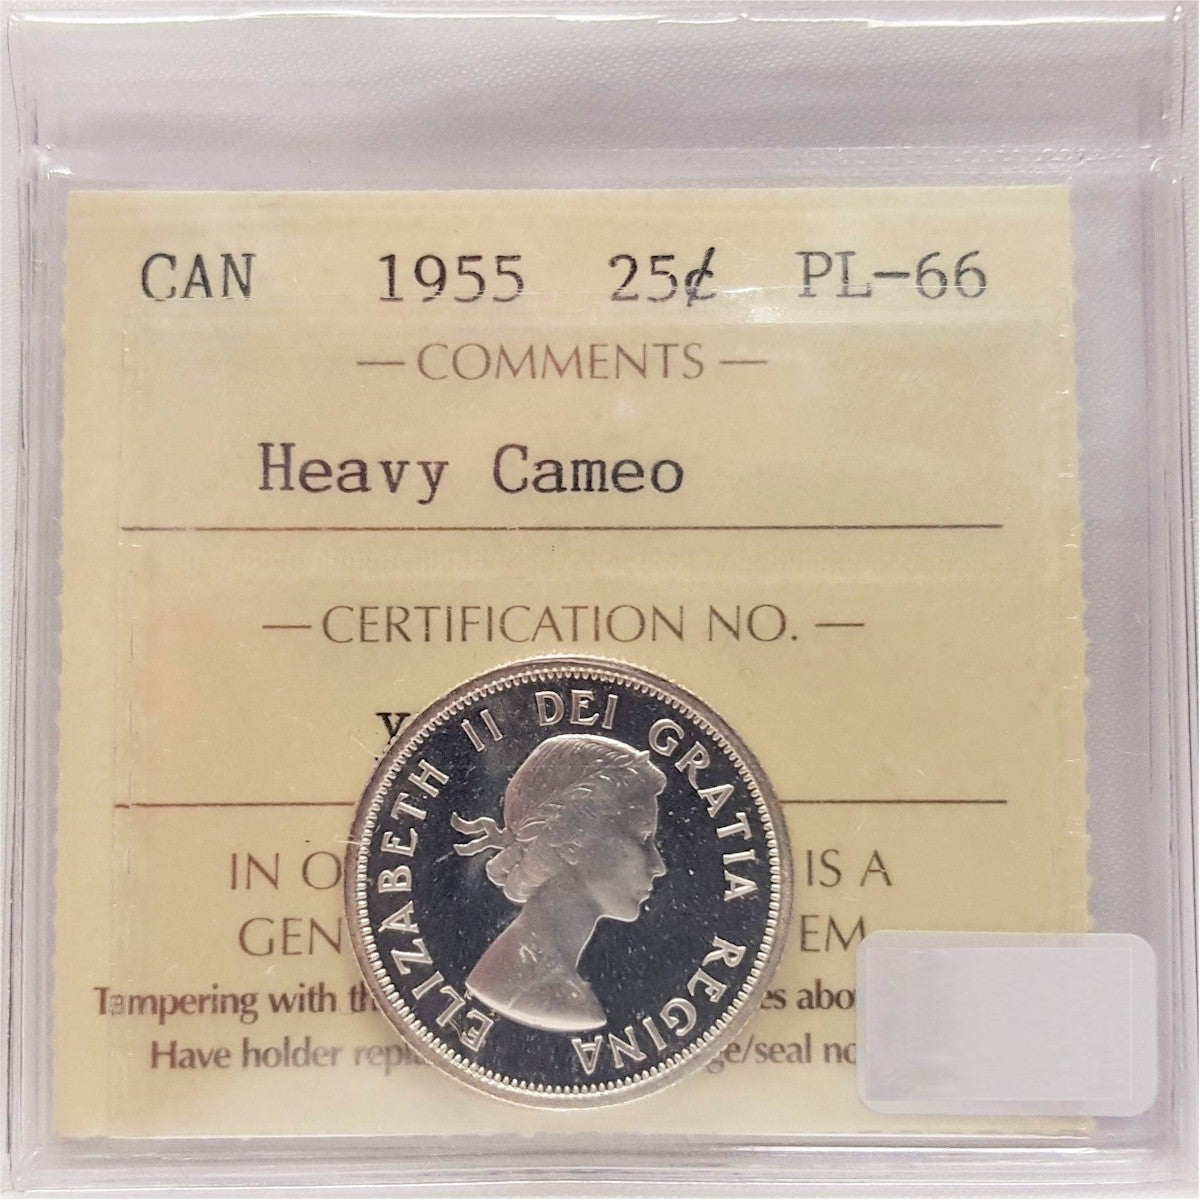 CAN 1955 25¢ PL-66
— COMMENTS —
Heavy Cameo
— CERTIFICATION NO. —
ELIZABETH II DEI GRATIA REGINA
IN O IS A
GEN EM
Tampering with th es abo
Have holder repla ge/seal no